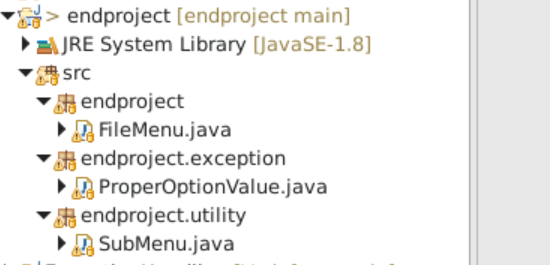 > endproject [endproject main]
JRE System Library [JavaSE-1.8]
src
endproject
FileMenu.java
endproject.exception
ProperOptionValue.java
endproject.utility
SubMenu.java